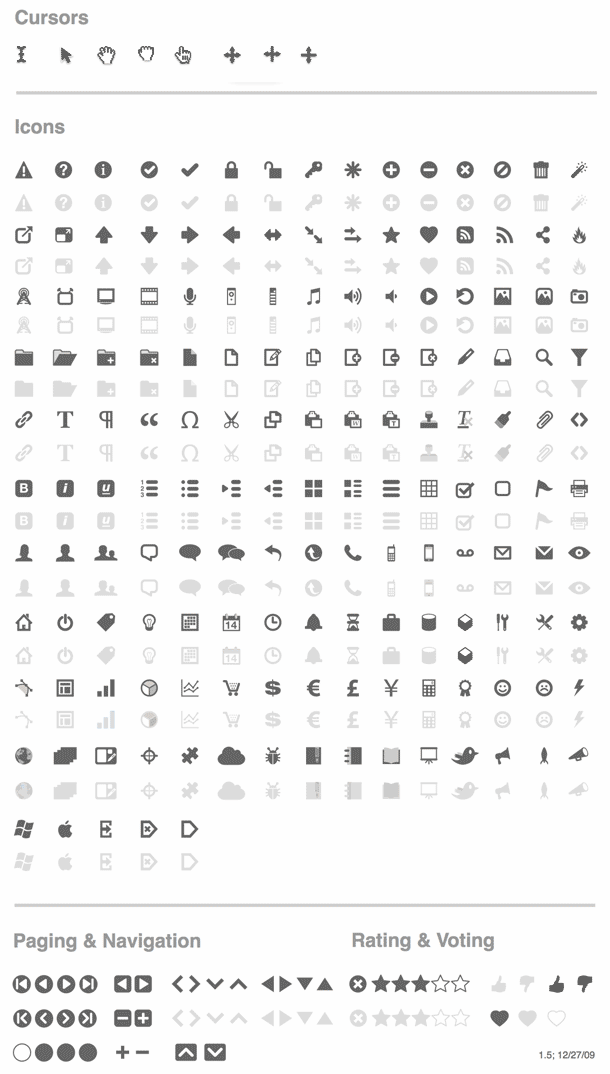 Cursors
Icons
Paging & Navigation
Rating & Voting
1.5; 12/27/09